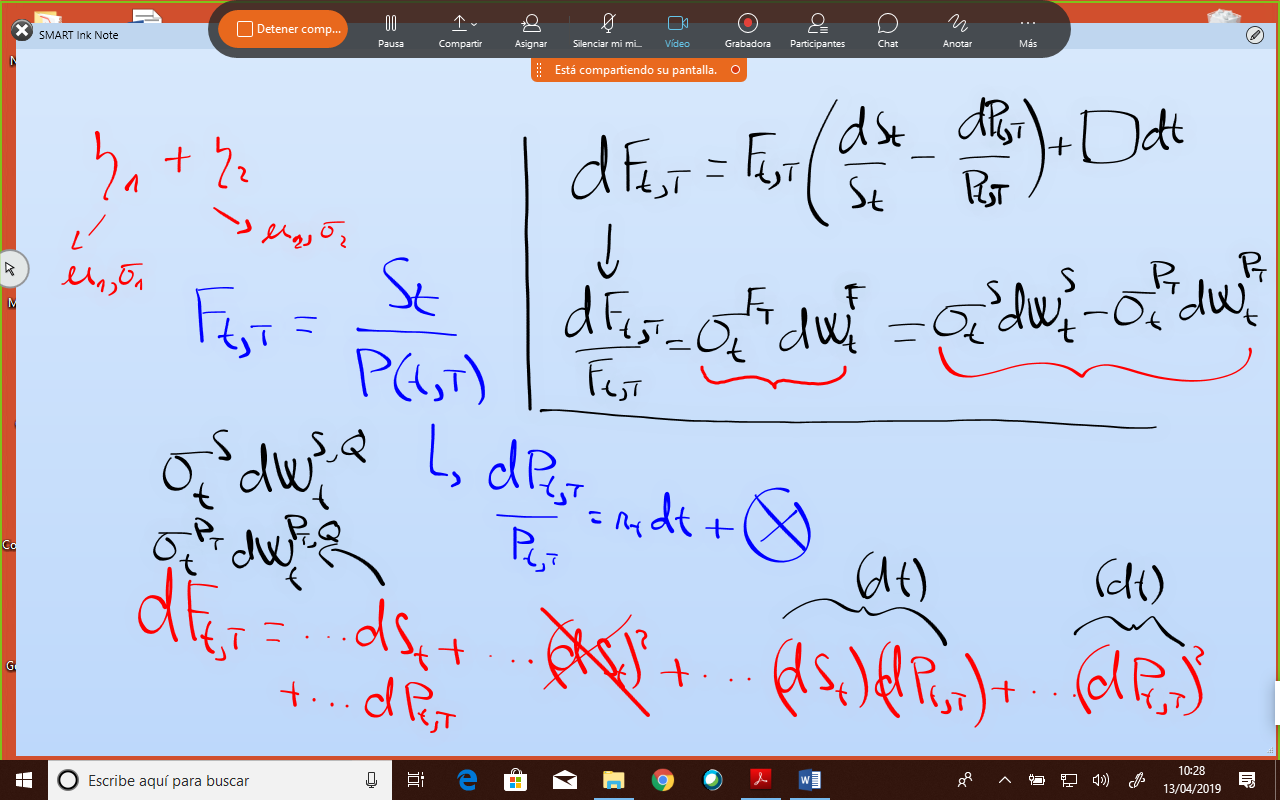 SMART Ink Note
Detener comp...
Pausa
Compartir
Asignar
Silenciar mi mi...
Vídeo
Grabadora
Participantes
Chat
Anotar
Más
Está compartiendo su pantalla.
η₁ + η₂
μ₁, σ₁
μ₂, σ₂
F_{t,T} = S_t / P(t,T)
dF_{t,T} = F_{t,T} ( dS_t / S_t − dP_{t,T} / P_{t,T} ) + □ dt
↓
dF_{t,T} / F_{t,T} = σ_t^{F_T} dW_t^F = σ_t^S dW_t^S − σ_t^{P_T} dW_t^{P_T}
σ_t^S dW_t^{S,Q}
σ_t^{P_T} dW_t^{P_T,Q}
dP_{t,T} / P_{t,T} = r_t dt + ⊗
(dt)
(dt)
dF_{t,T} = ... dS_t + ... (dS_t)² + ... (dS_t)(dP_{t,T}) + ... (dP_{t,T})²
+ ... dP_{t,T}
Escribe aquí para buscar
10:28
13/04/2019